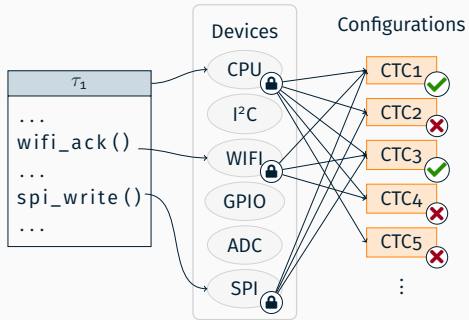 Devices
Configurations
τ₁
...
wifi_ack()
...
spi_write()
...
CPU
I²C
WIFI
GPIO
ADC
SPI
CTC1
CTC2
CTC3
CTC4
CTC5
⋮